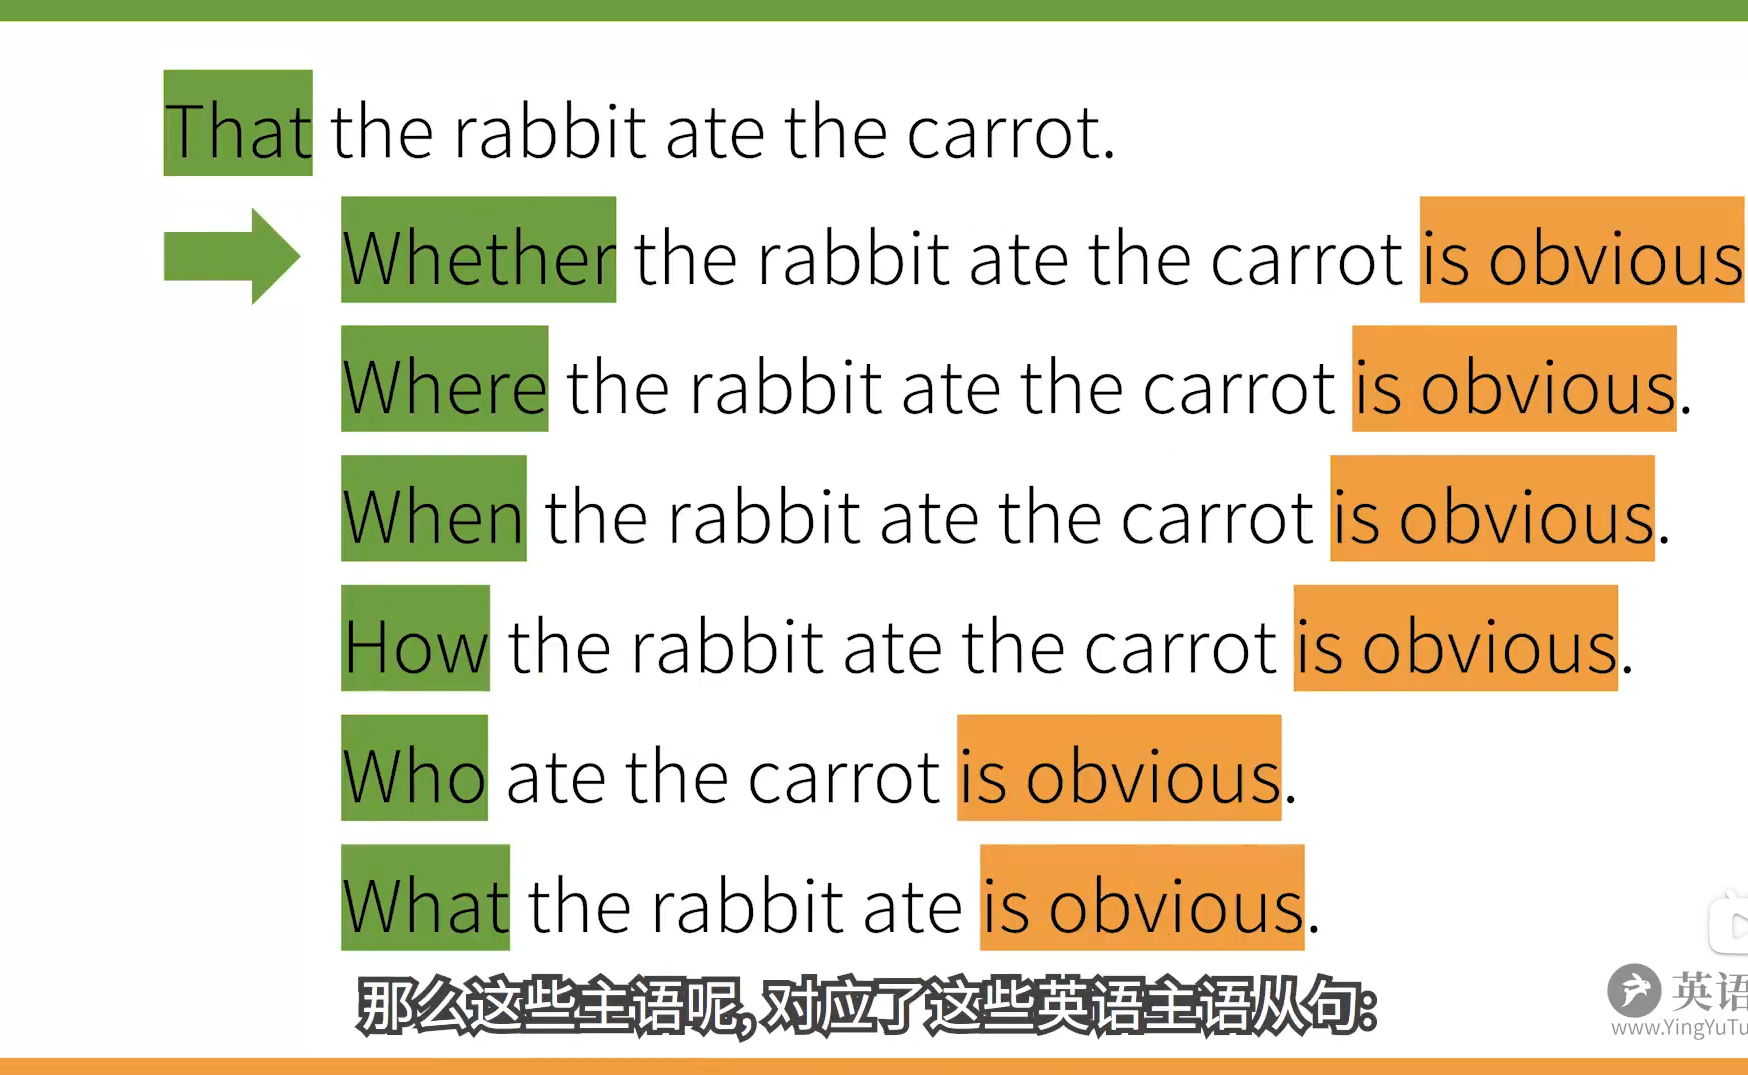 That the rabbit ate the carrot.
Whether the rabbit ate the carrot is obvious
Where the rabbit ate the carrot is obvious.
When the rabbit ate the carrot is obvious.
How the rabbit ate the carrot is obvious.
Who ate the carrot is obvious.
What the rabbit ate is obvious.
那么这些主语呢,对应了这些英语主语从句:
英语
www.YingYuTu